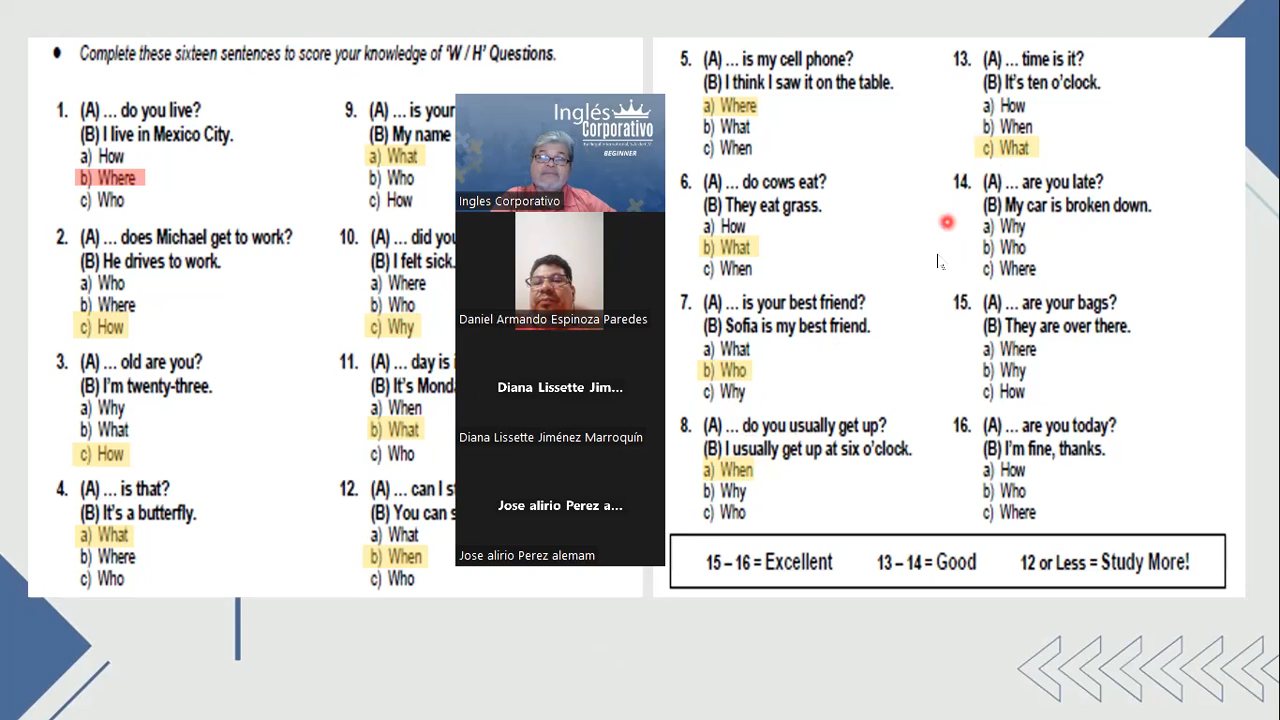 • Complete these sixteen sentences to score your knowledge of 'W / H' Questions.
1. (A) ... do you live?
(B) I live in Mexico City.
a) How
b) Where
c) Who
2. (A) ... does Michael get to work?
(B) He drives to work.
a) Who
b) Where
c) How
3. (A) ... old are you?
(B) I'm twenty-three.
a) Why
b) What
c) How
4. (A) ... is that?
(B) It's a butterfly.
a) What
b) Where
c) Who
9. (A) ... is your
(B) My name
a) What
b) Who
c) How
10. (A) ... did you
(B) I felt sick.
a) Where
b) Who
c) Why
11. (A) ... day is
(B) It's Mond
a) When
b) What
c) Who
12. (A) ... can I st
(B) You can s
a) What
b) When
c) Who
Inglés
Corporativo
BEGINNER
Ingles Corporativo
Daniel Armando Espinoza Paredes
Diana Lissette Jim...
Diana Lissette Jiménez Marroquín
Jose alirio Perez a...
Jose alirio Perez alemam
5. (A) ... is my cell phone?
(B) I think I saw it on the table.
a) Where
b) What
c) When
6. (A) ... do cows eat?
(B) They eat grass.
a) How
b) What
c) When
7. (A) ... is your best friend?
(B) Sofia is my best friend.
a) What
b) Who
c) Why
8. (A) ... do you usually get up?
(B) I usually get up at six o'clock.
a) When
b) Why
c) Who
13. (A) ... time is it?
(B) It's ten o'clock.
a) How
b) When
c) What
14. (A) ... are you late?
(B) My car is broken down.
a) Why
b) Who
c) Where
15. (A) ... are your bags?
(B) They are over there.
a) Where
b) Why
c) How
16. (A) ... are you today?
(B) I'm fine, thanks.
a) How
b) Who
c) Where
15 – 16 = Excellent 13 – 14 = Good 12 or Less = Study More!